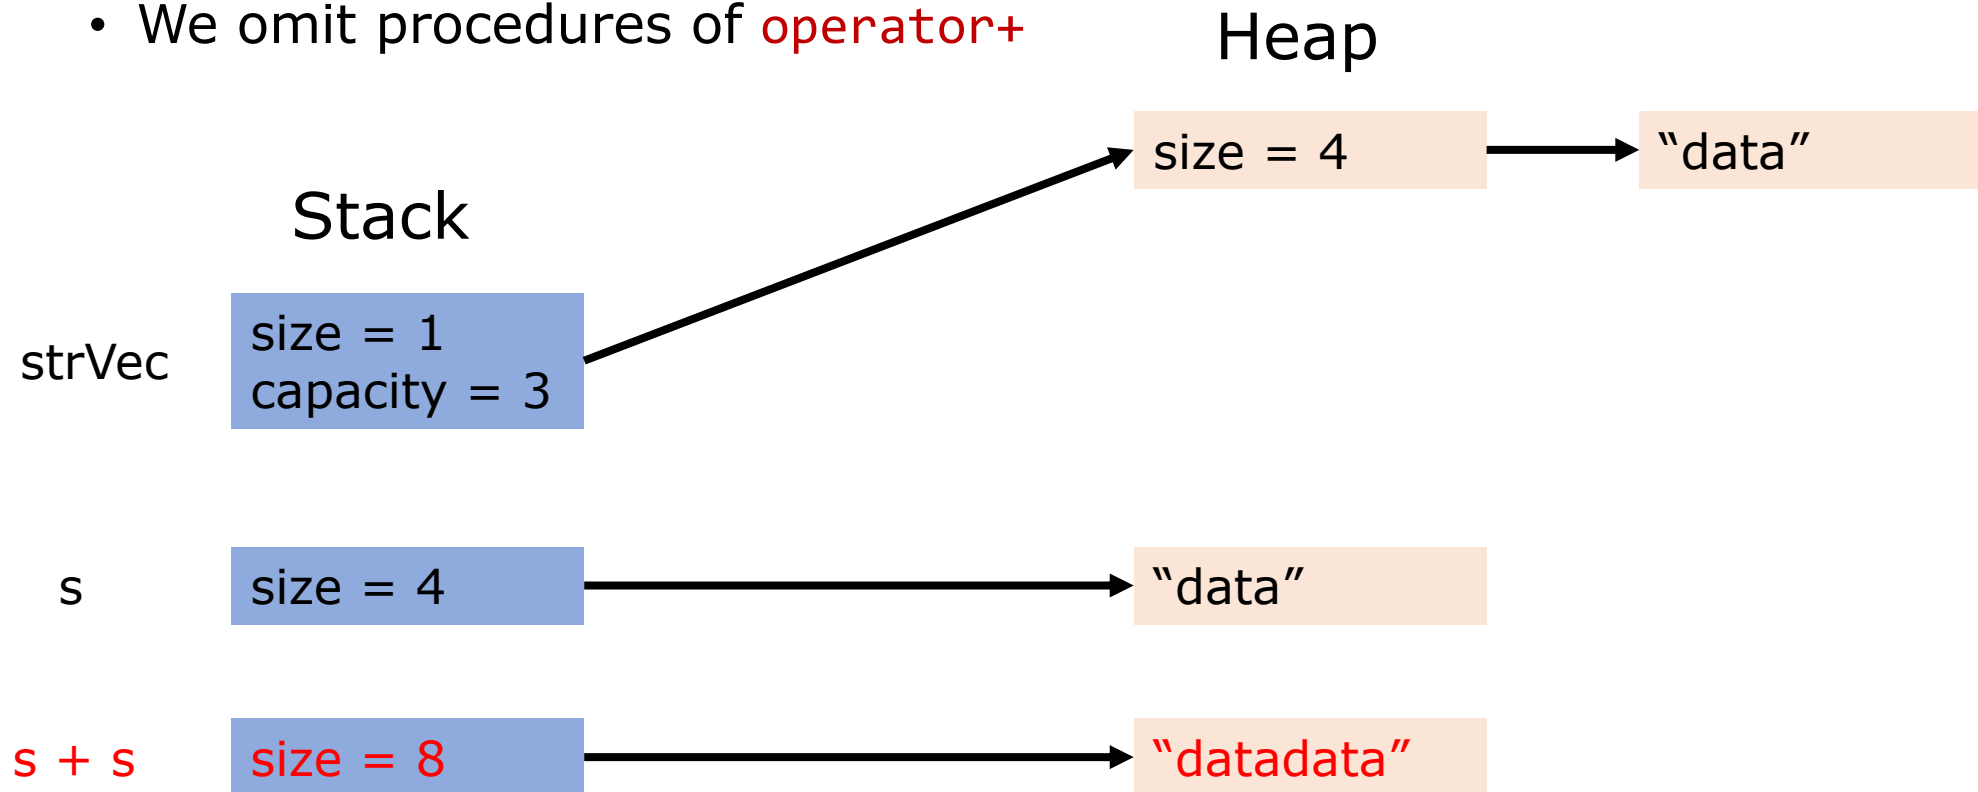 • We omit procedures of operator+
Heap
size = 4
“data”
Stack
strVec
size = 1
capacity = 3
s
size = 4
“data”
s + s
size = 8
“datadata”